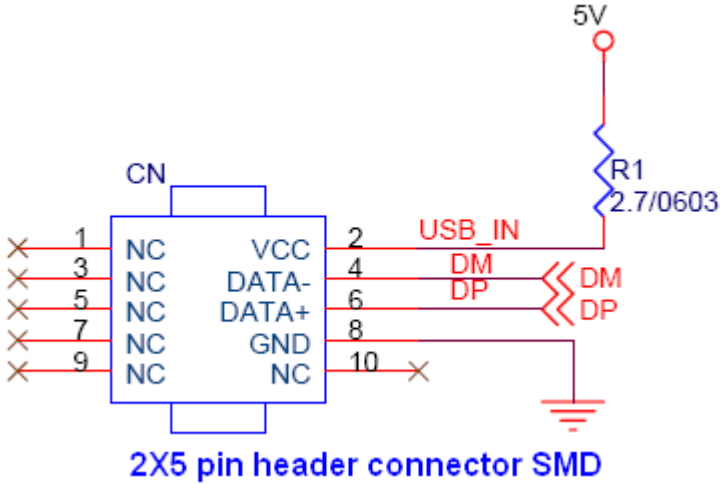 5V
R1
2.7/0603
CN
1 NC VCC 2 USB_IN
3 NC DATA- 4 DM DM
5 NC DATA+ 6 DP DP
7 NC GND 8
9 NC NC 10
2X5 pin header connector SMD